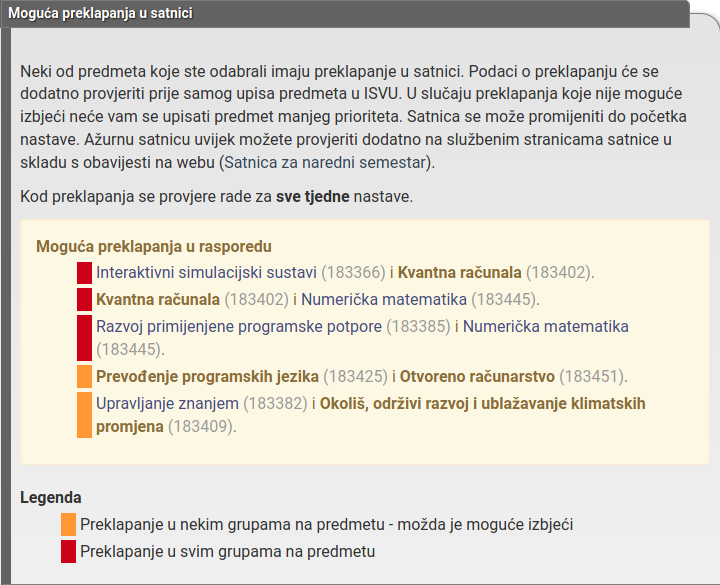 Moguća preklapanja u satnici
Neki od predmeta koje ste odabrali imaju preklapanje u satnici. Podaci o preklapanju će se
dodatno provjeriti prije samog upisa predmeta u ISVU. U slučaju preklapanja koje nije moguće
izbjeći neće vam se upisati predmet manjeg prioriteta. Satnica se može promijeniti do početka
nastave. Ažurnu satnicu uvijek možete provjeriti dodatno na službenim stranicama satnice u
skladu s obavijesti na webu (Satnica za naredni semestar).
Kod preklapanja se provjere rade za sve tjedne nastave.
Moguća preklapanja u rasporedu
Interaktivni simulacijski sustavi (183366) i Kvantna računala (183402).
Kvantna računala (183402) i Numerička matematika (183445).
Razvoj primijenjene programske potpore (183385) i Numerička matematika
(183445).
Prevođenje programskih jezika (183425) i Otvoreno računarstvo (183451).
Upravljanje znanjem (183382) i Okoliš, održivi razvoj i ublažavanje klimatskih
promjena (183409).
Legenda
Preklapanje u nekim grupama na predmetu - možda je moguće izbjeći
Preklapanje u svim grupama na predmetu